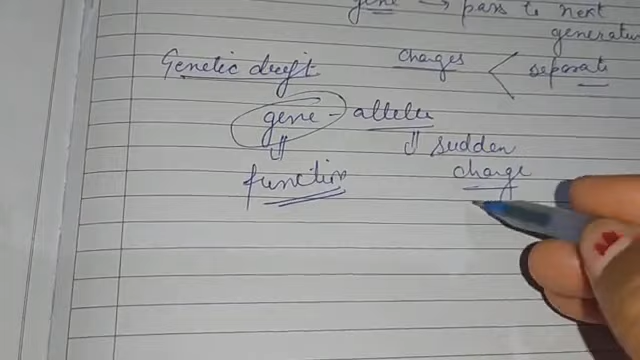 gene → pass to next
generation
Genetic drift changes < separate
gene - allele
⇓ ⇓ sudden
function change